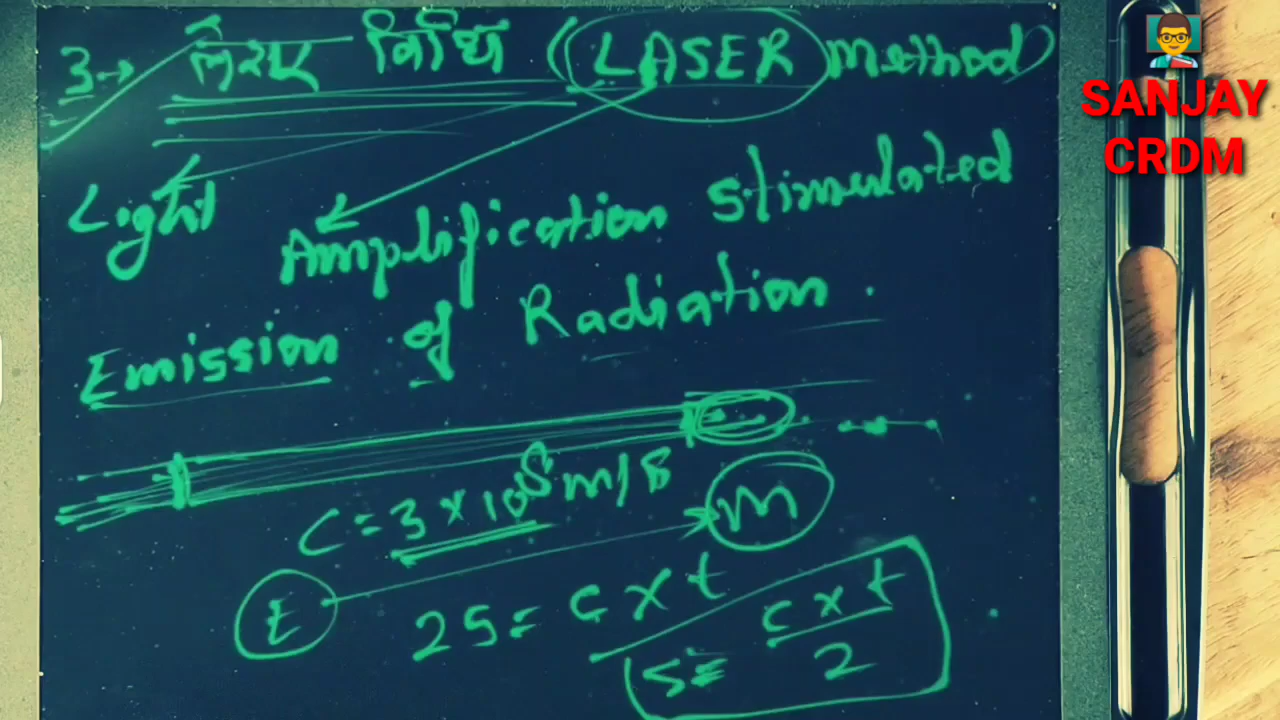 3→ लेसर विधि (LASER method)
SANJAY
CRDM
Light Amplification stimulated
Emission of Radiation.
C = 3 × 10⁸ m/s
E m
2S = C × t
S = C × t / 2